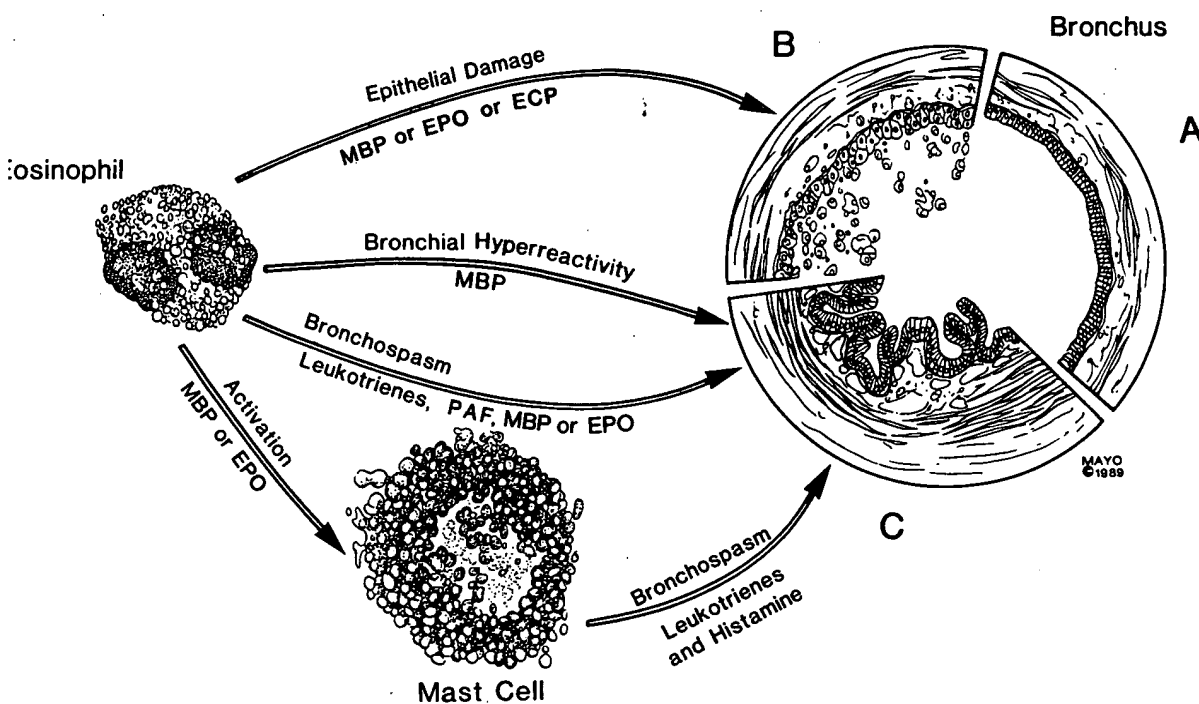 Bronchus
B
A
Epithelial Damage
MBP or EPO or ECP
Eosinophil
Bronchial Hyperreactivity
MBP
Bronchospasm
Leukotrienes, PAF, MBP or EPO
Activation
MBP or EPO
MAYO
©1989
C
Bronchospasm
Leukotrienes
and Histamine
Mast Cell